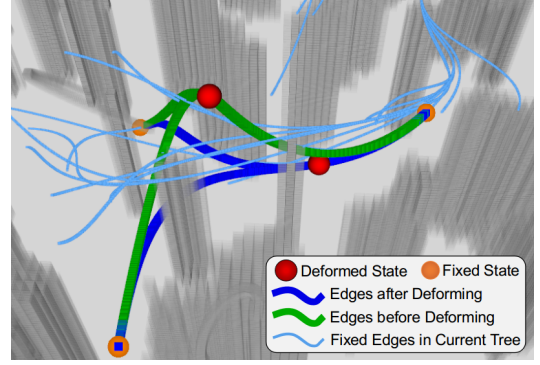 Deformed State Fixed State
Edges after Deforming
Edges before Deforming
Fixed Edges in Current Tree